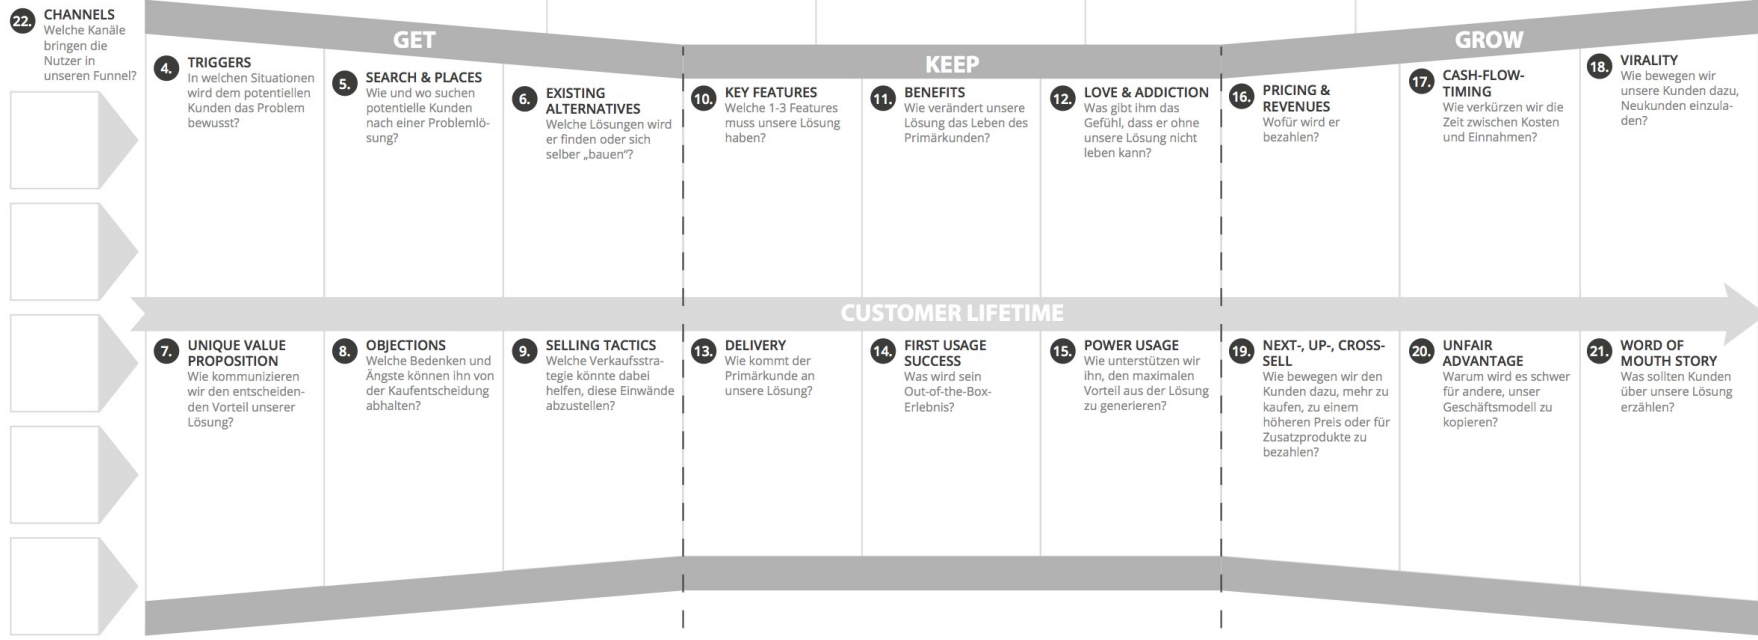 22. CHANNELS
Welche Kanäle
bringen die
Nutzer in
unseren Funnel?
GET
4. TRIGGERS
In welchen Situationen
wird dem potentiellen
Kunden das Problem
bewusst?
5. SEARCH & PLACES
Wie und wo suchen
potentielle Kunden
nach einer Problemlö-
sung?
6. EXISTING
ALTERNATIVES
Welche Lösungen wird
er finden oder sich
selber „bauen“?
KEEP
10. KEY FEATURES
Welche 1-3 Features
muss unsere Lösung
haben?
11. BENEFITS
Wie verändert unsere
Lösung das Leben des
Primärkunden?
12. LOVE & ADDICTION
Was gibt ihm das
Gefühl, dass er ohne
unsere Lösung nicht
leben kann?
GROW
16. PRICING &
REVENUES
Wofür wird er
bezahlen?
17. CASH-FLOW-
TIMING
Wie verkürzen wir die
Zeit zwischen Kosten
und Einnahmen?
18. VIRALITY
Wie bewegen wir
unsere Kunden dazu,
Neukunden einzula-
den?
CUSTOMER LIFETIME
7. UNIQUE VALUE
PROPOSITION
Wie kommunizieren
wir den entscheiden-
den Vorteil unserer
Lösung?
8. OBJECTIONS
Welche Bedenken und
Ängste können ihn von
der Kaufentscheidung
abhalten?
9. SELLING TACTICS
Welche Verkaufsstra-
tegie könnte dabei
helfen, diese Einwände
abzustellen?
13. DELIVERY
Wie kommt der
Primärkunde an
unsere Lösung?
14. FIRST USAGE
SUCCESS
Was wird sein
Out-of-the-Box-
Erlebnis?
15. POWER USAGE
Wie unterstützen wir
ihn, den maximalen
Vorteil aus der Lösung
zu generieren?
19. NEXT-, UP-, CROSS-
SELL
Wie bewegen wir den
Kunden dazu, mehr zu
kaufen, zu einem
höheren Preis oder für
Zusatzprodukte zu
bezahlen?
20. UNFAIR
ADVANTAGE
Warum wird es schwer
für andere, unser
Geschäftsmodell zu
kopieren?
21. WORD OF
MOUTH STORY
Was sollten Kunden
über unsere Lösung
erzählen?